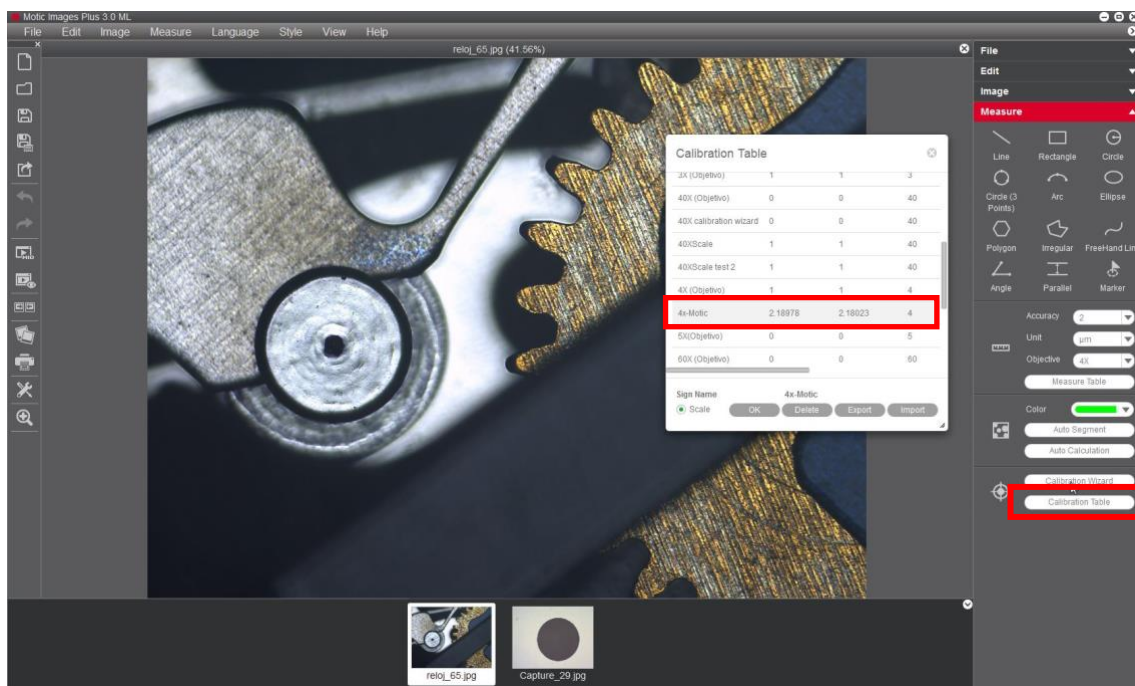 Motic Images Plus 3.0 ML
File Edit Image Measure Language Style View Help
reloj_65.jpg (41.56%)
File
Edit
Image
Measure
Line Rectangle Circle
Circle (3 Points) Arc Ellipse
Polygon Irregular FreeHand Lin
Angle Parallel Marker
Accuracy 2
Unit µm
Objective 4X
Measure Table
Color
Auto Segment
Auto Calculation
Calibration Wizard
Calibration Table
Calibration Table
3X (Objetivo) 1 1 3
40X (Objetivo) 0 0 40
40X calibration wizard 0 0 40
40XScale 1 1 40
40XScale test 2 1 1 40
4X (Objetivo) 1 1 4
4x-Motic 2.18978 2.18023 4
5X(Objetivo) 0 0 5
60X (Objetivo) 0 0 60
Sign Name 4x-Motic
Scale OK Delete Export Import
reloj_65.jpg Capture_29.jpg